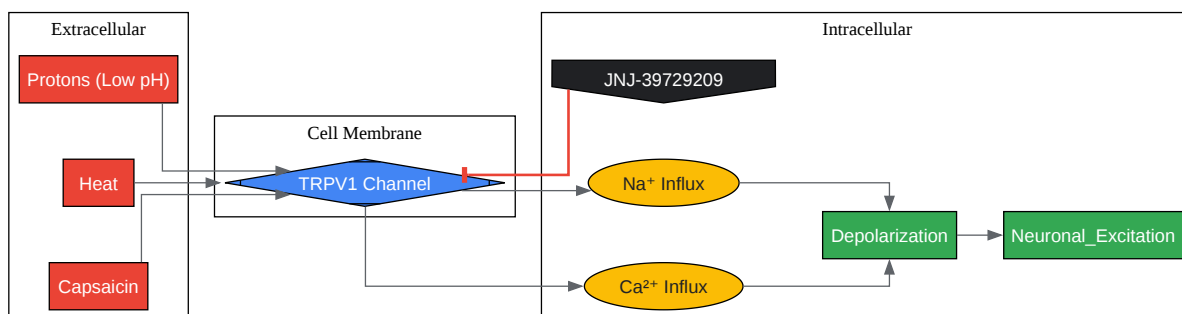 Extracellular
Intracellular
Protons (Low pH)
JNJ-39729209
Cell Membrane
Heat
TRPV1 Channel
Na⁺ Influx
Depolarization
Neuronal_Excitation
Capsaicin
Ca²⁺ Influx